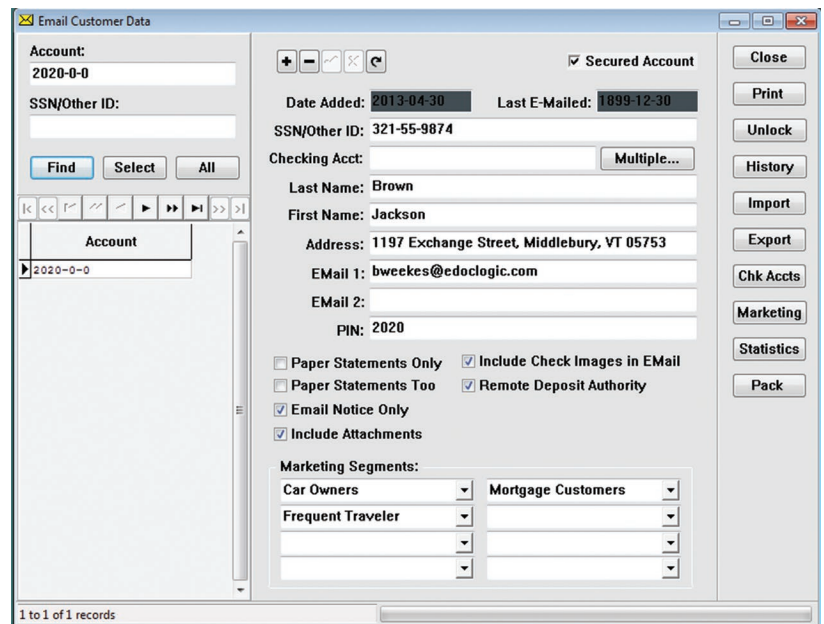 Email Customer Data
Account:
2020-0-0
SSN/Other ID:
Find Select All
Account
2020-0-0
Secured Account
Date Added: 2013-04-30 Last E-Mailed: 1899-12-30
SSN/Other ID: 321-55-9874
Checking Acct: Multiple...
Last Name: Brown
First Name: Jackson
Address: 1197 Exchange Street, Middlebury, VT 05753
EMail 1: bweekes@edoclogic.com
EMail 2:
PIN: 2020
Paper Statements Only Include Check Images in EMail
Paper Statements Too Remote Deposit Authority
Email Notice Only
Include Attachments
Marketing Segments:
Car Owners Mortgage Customers
Frequent Traveler
Close
Print
Unlock
History
Import
Export
Chk Accts
Marketing
Statistics
Pack
1 to 1 of 1 records